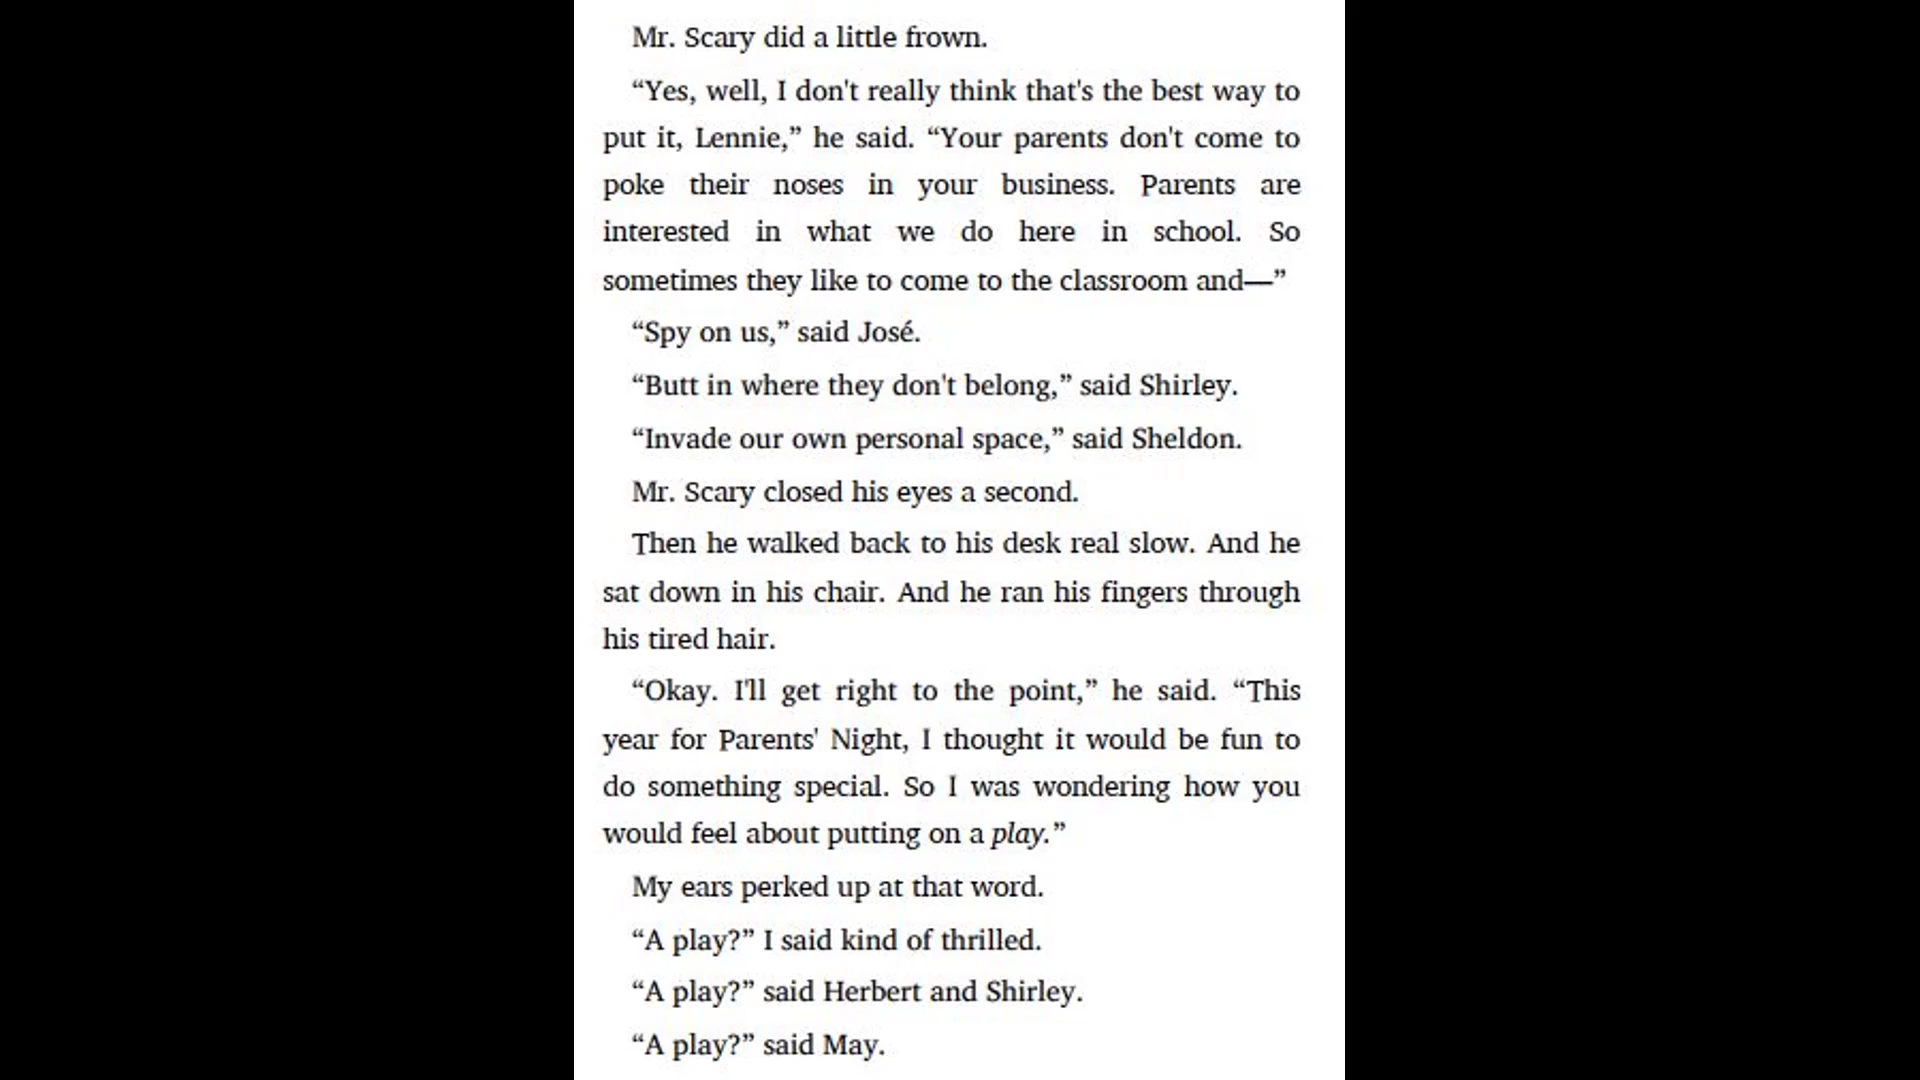 Mr. Scary did a little frown.
“Yes, well, I don't really think that's the best way to
put it, Lennie,” he said. “Your parents don't come to
poke their noses in your business. Parents are
interested in what we do here in school. So
sometimes they like to come to the classroom and—”
“Spy on us,” said José.
“Butt in where they don't belong,” said Shirley.
“Invade our own personal space,” said Sheldon.
Mr. Scary closed his eyes a second.
Then he walked back to his desk real slow. And he
sat down in his chair. And he ran his fingers through
his tired hair.
“Okay. I'll get right to the point,” he said. “This
year for Parents' Night, I thought it would be fun to
do something special. So I was wondering how you
would feel about putting on a play.”
My ears perked up at that word.
“A play?” I said kind of thrilled.
“A play?” said Herbert and Shirley.
“A play?” said May.